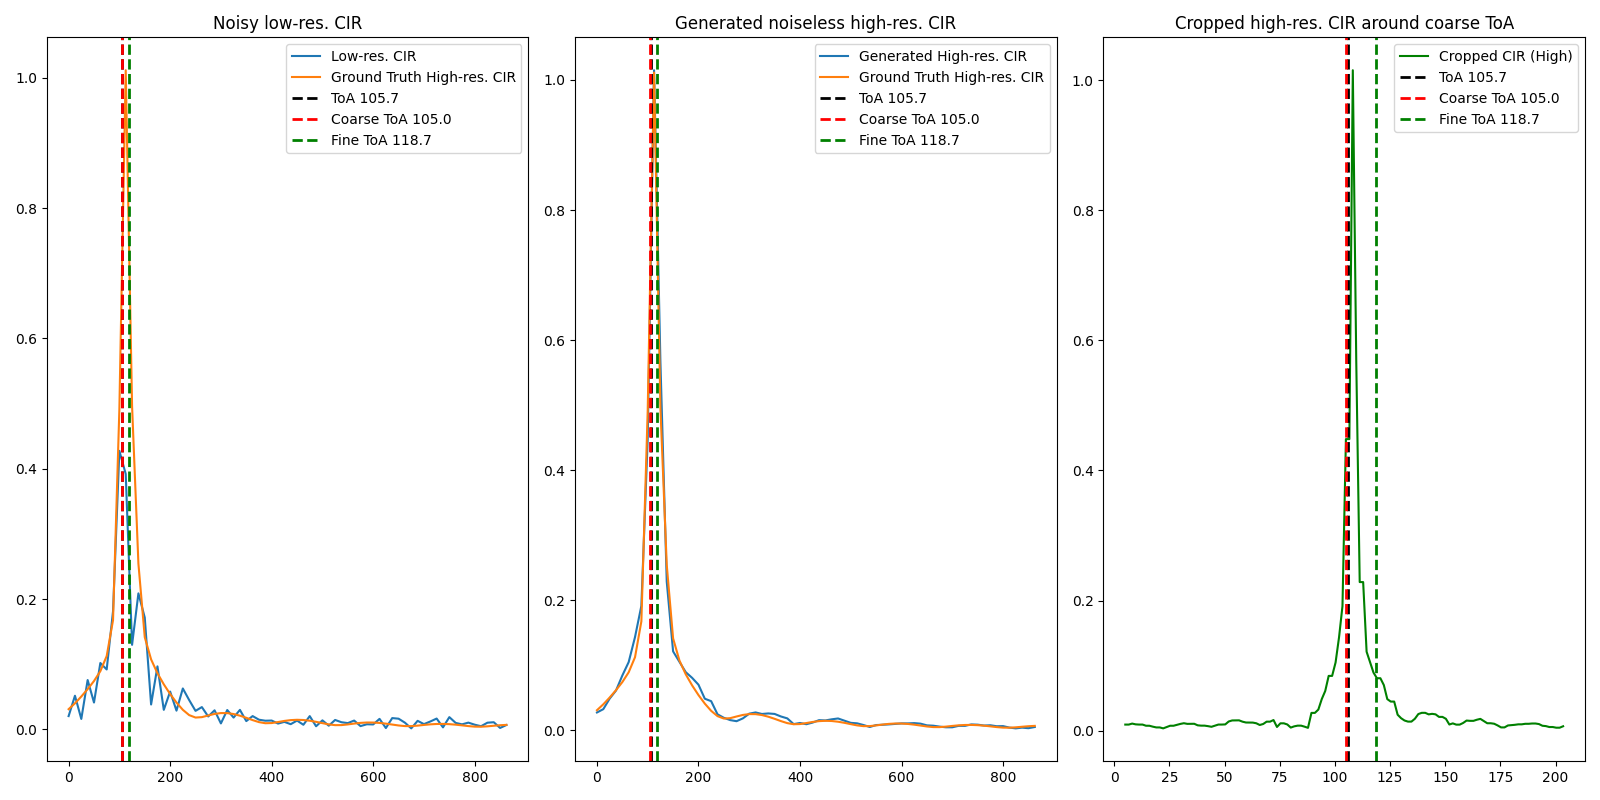 Noisy low-res. CIR
Low-res. CIR
Ground Truth High-res. CIR
ToA 105.7
Coarse ToA 105.0
Fine ToA 118.7
1.0
0.8
0.6
0.4
0.2
0.0
0 200 400 600 800
Generated noiseless high-res. CIR
Generated High-res. CIR
Ground Truth High-res. CIR
ToA 105.7
Coarse ToA 105.0
Fine ToA 118.7
1.0
0.8
0.6
0.4
0.2
0.0
0 200 400 600 800
Cropped high-res. CIR around coarse ToA
Cropped CIR (High)
ToA 105.7
Coarse ToA 105.0
Fine ToA 118.7
1.0
0.8
0.6
0.4
0.2
0.0
0 25 50 75 100 125 150 175 200